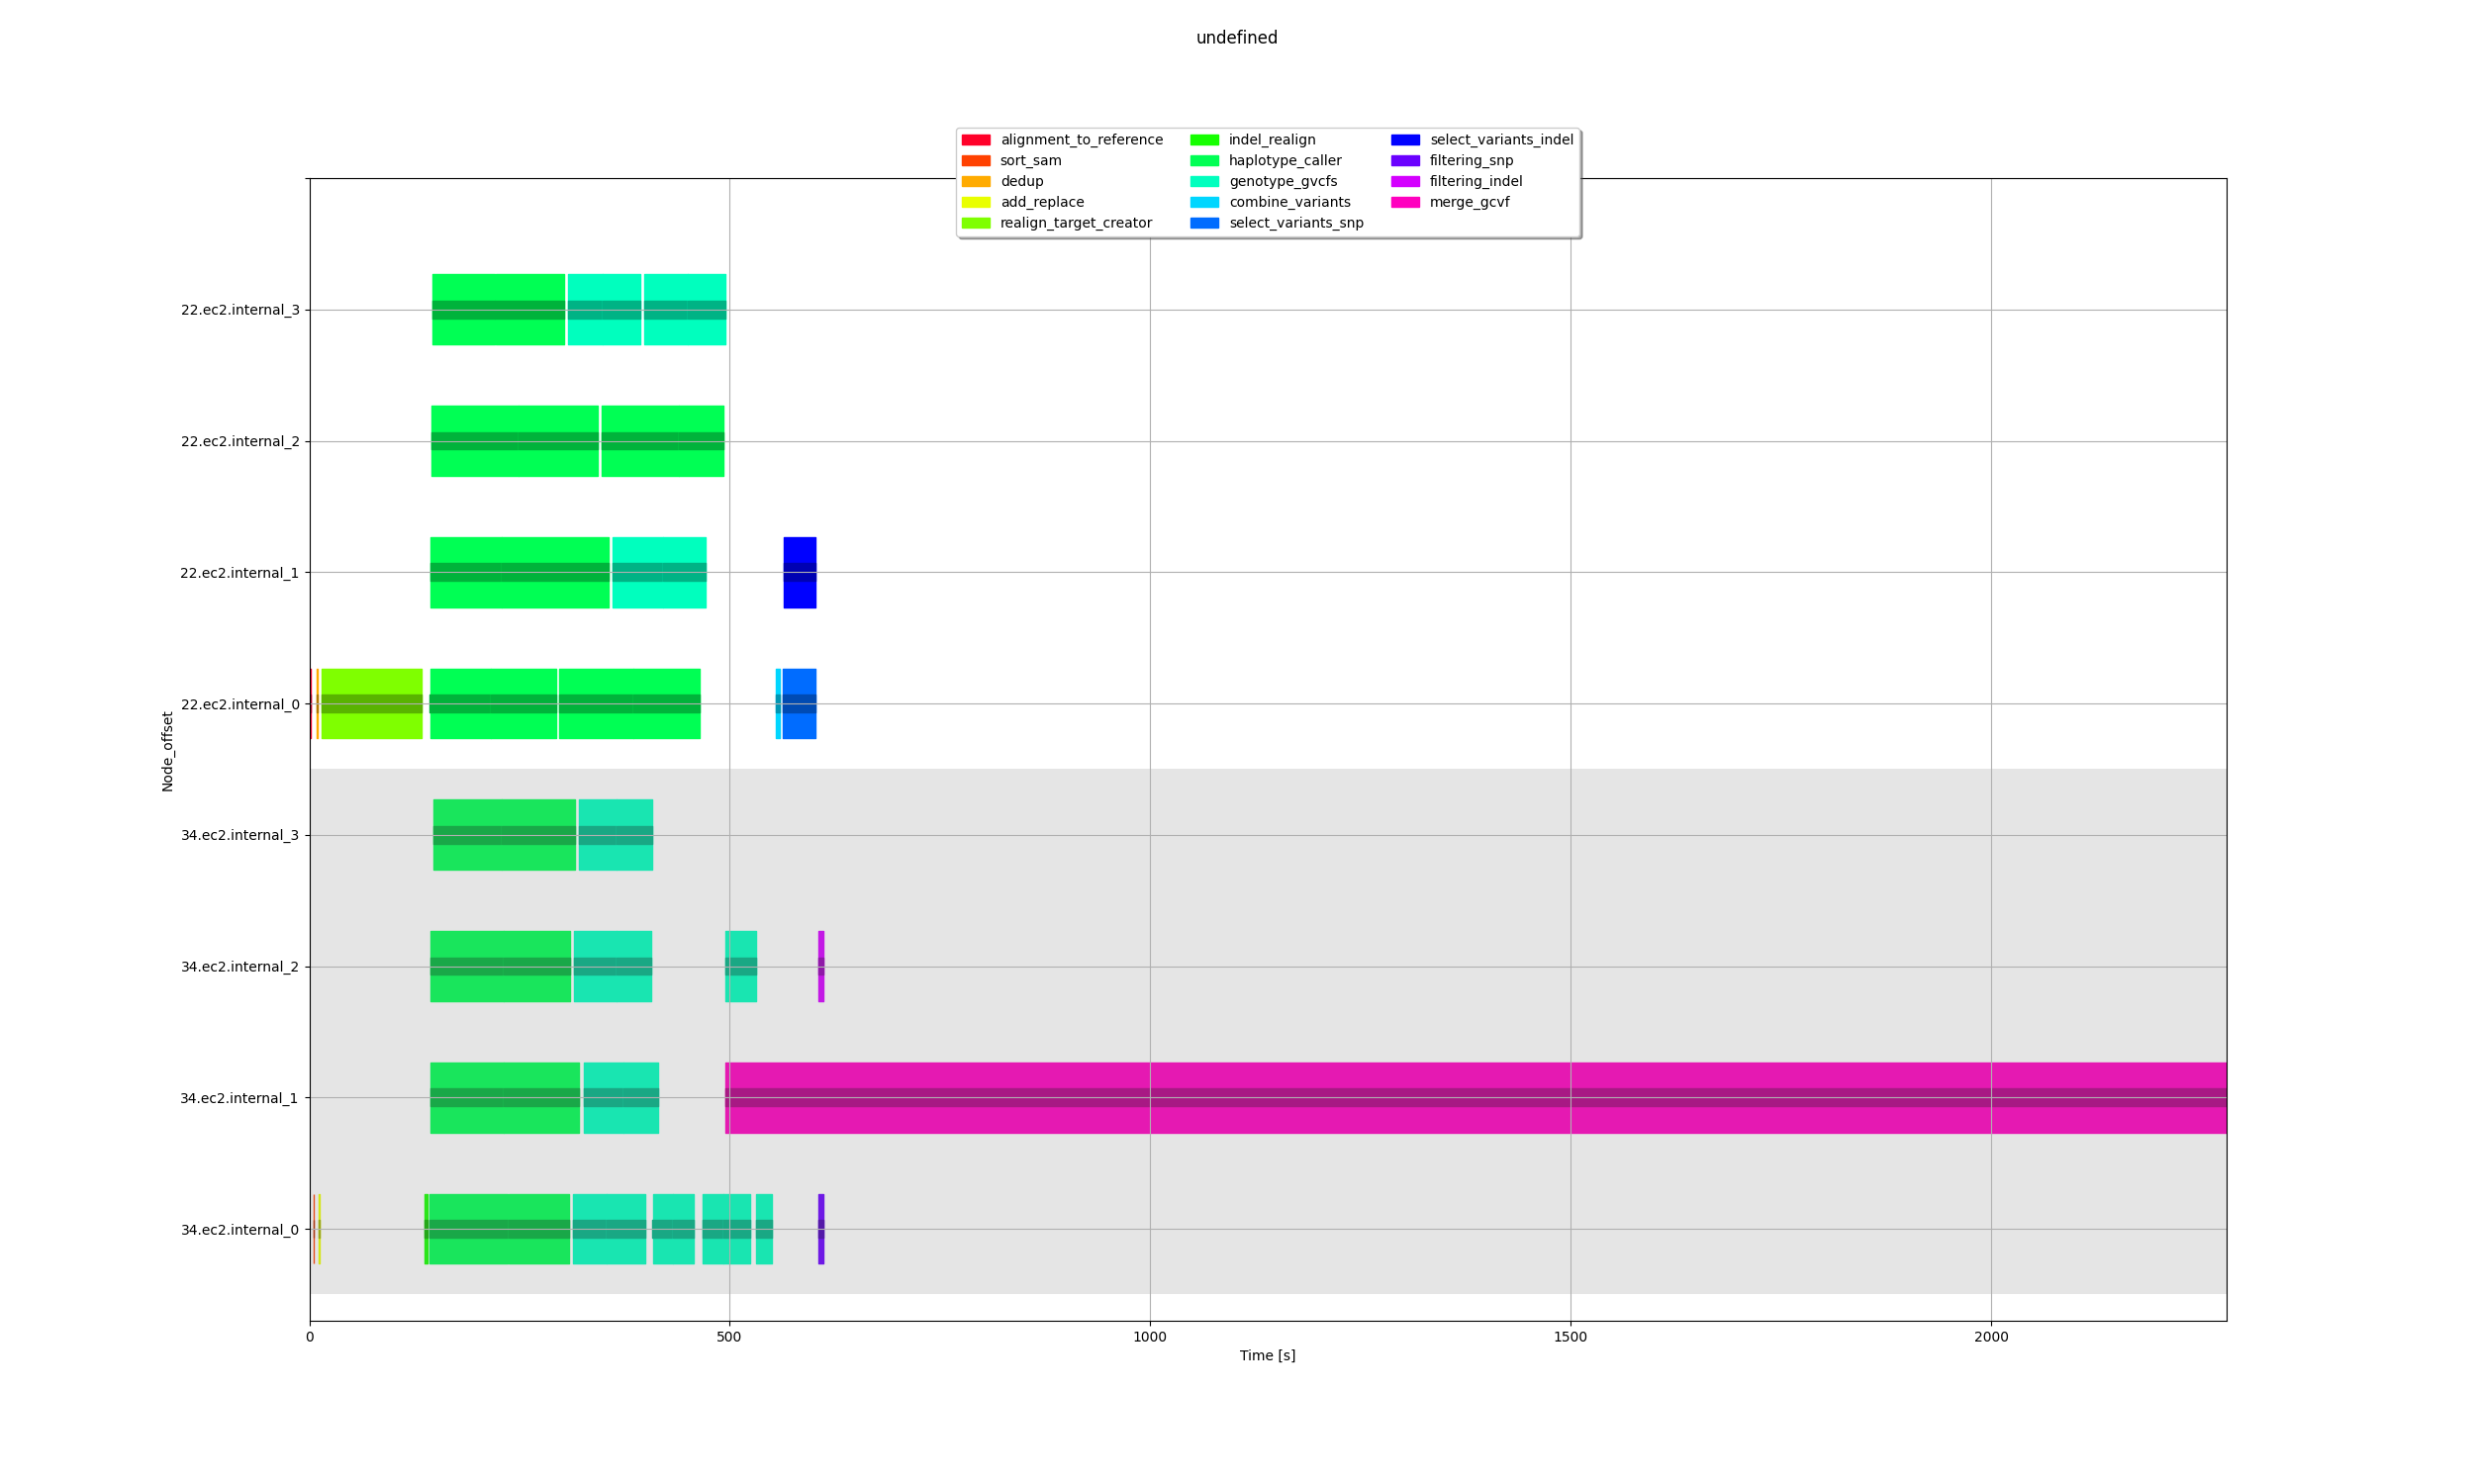 undefined
alignment_to_reference
sort_sam
dedup
add_replace
realign_target_creator
indel_realign
haplotype_caller
genotype_gvcfs
combine_variants
select_variants_snp
select_variants_indel
filtering_snp
filtering_indel
merge_gcvf
22.ec2.internal_3
22.ec2.internal_2
22.ec2.internal_1
22.ec2.internal_0
34.ec2.internal_3
34.ec2.internal_2
34.ec2.internal_1
34.ec2.internal_0
Node_offset
0 500 1000 1500 2000
Time [s]